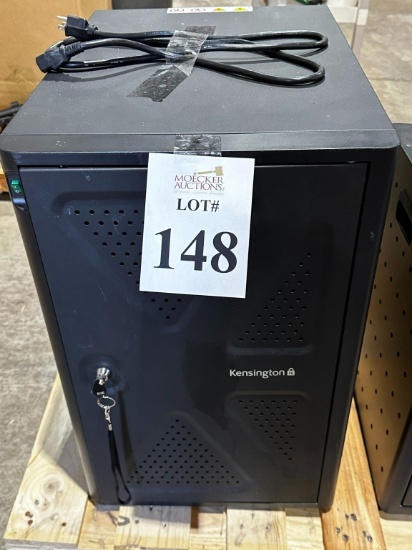 MOECKER
AUCTIONS
LOT#
148
Kensington